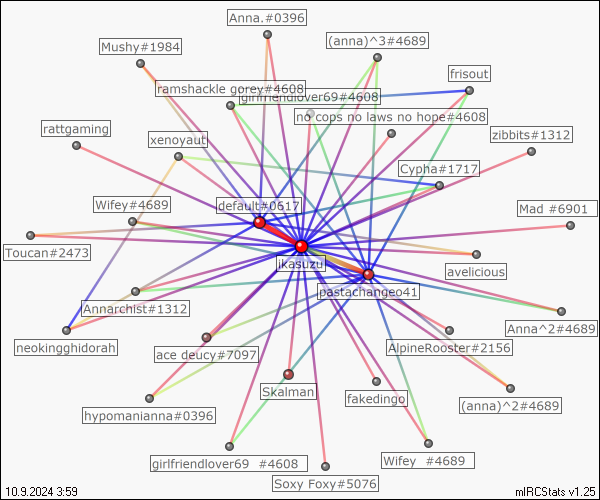 Anna.#0396
(anna)^3#4689
Mushy#1984
frisout
ramshackle gorey#4608
girlfriendlover69#4608
no cops no laws no hope#4608
rattgaming
zibbits#1312
xenoyaut
Cypha#1717
Wifey#4689
default#0617
Mad #6901
Toucan#2473
ikasuzu
avelicious
pastachangeo41
Annarchist#1312
Anna^2#4689
neokingghidorah
ace deucy#7097
AlpineRooster#2156
Skalman
fakedingo
(anna)^2#4689
hypomanianna#0396
girlfriendlover69 #4608
Wifey #4689
Soxy Foxy#5076
10.9.2024 3:59
mIRCStats v1.25